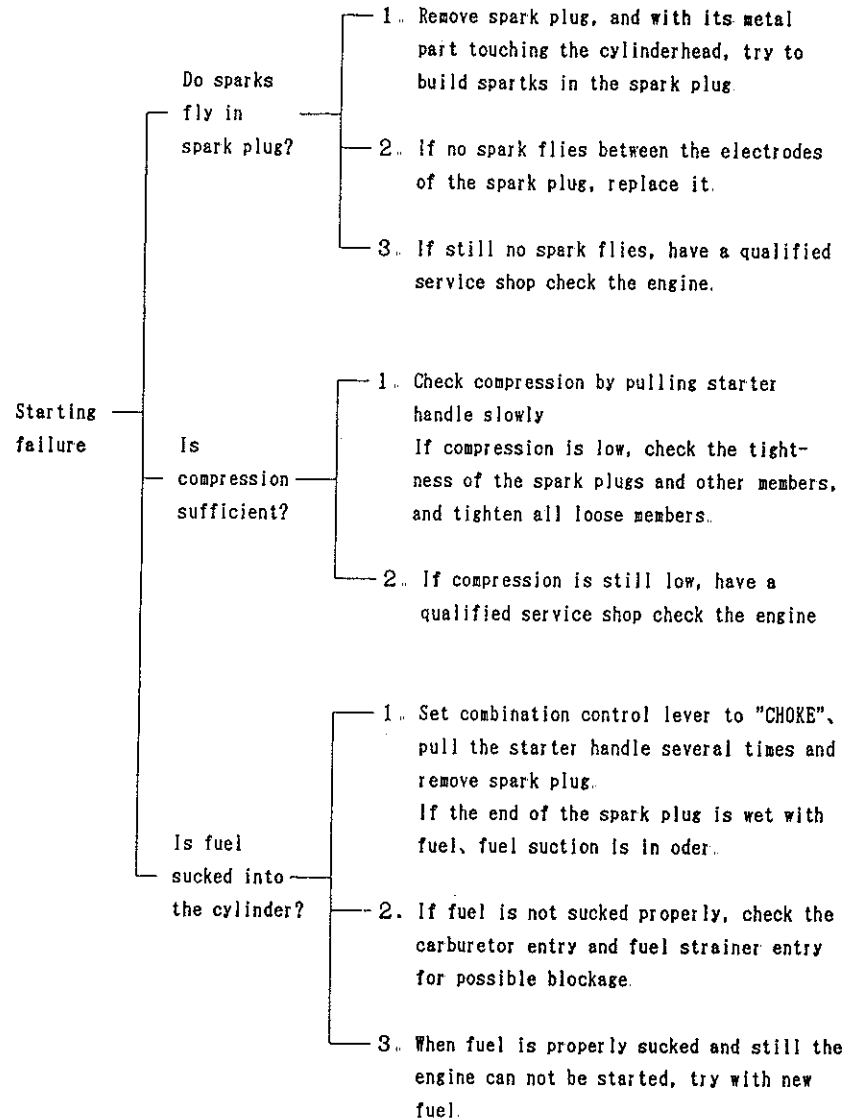 Starting
failure
Do sparks
fly in
spark plug?
1. Remove spark plug, and with its metal
part touching the cylinderhead, try to
build spartks in the spark plug.
2. If no spark flies between the electrodes
of the spark plug, replace it.
3. If still no spark flies, have a qualified
service shop check the engine.
Is
compression
sufficient?
1. Check compression by pulling starter
handle slowly
If compression is low, check the tight-
ness of the spark plugs and other members,
and tighten all loose members.
2. If compression is still low, have a
qualified service shop check the engine
Is fuel
sucked into
the cylinder?
1. Set combination control lever to "CHOKE"、
pull the starter handle several times and
remove spark plug.
If the end of the spark plug is wet with
fuel、fuel suction is in oder.
2. If fuel is not sucked properly, check the
carburetor entry and fuel strainer entry
for possible blockage.
3. When fuel is properly sucked and still the
engine can not be started, try with new
fuel.